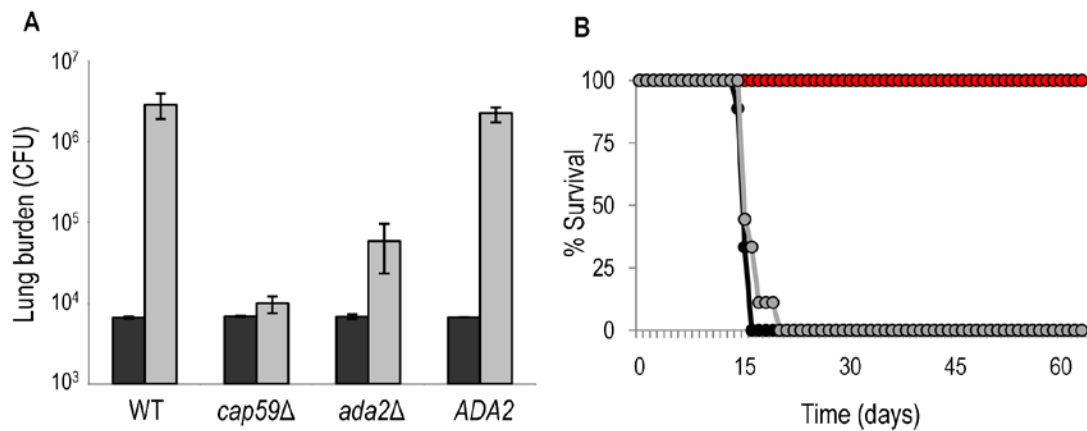 A
Lung burden (CFU)
10⁷
10⁶
10⁵
10⁴
10³
WT
cap59Δ
ada2Δ
ADA2
B
% Survival
100
75
50
25
0
0
15
30
45
60
Time (days)